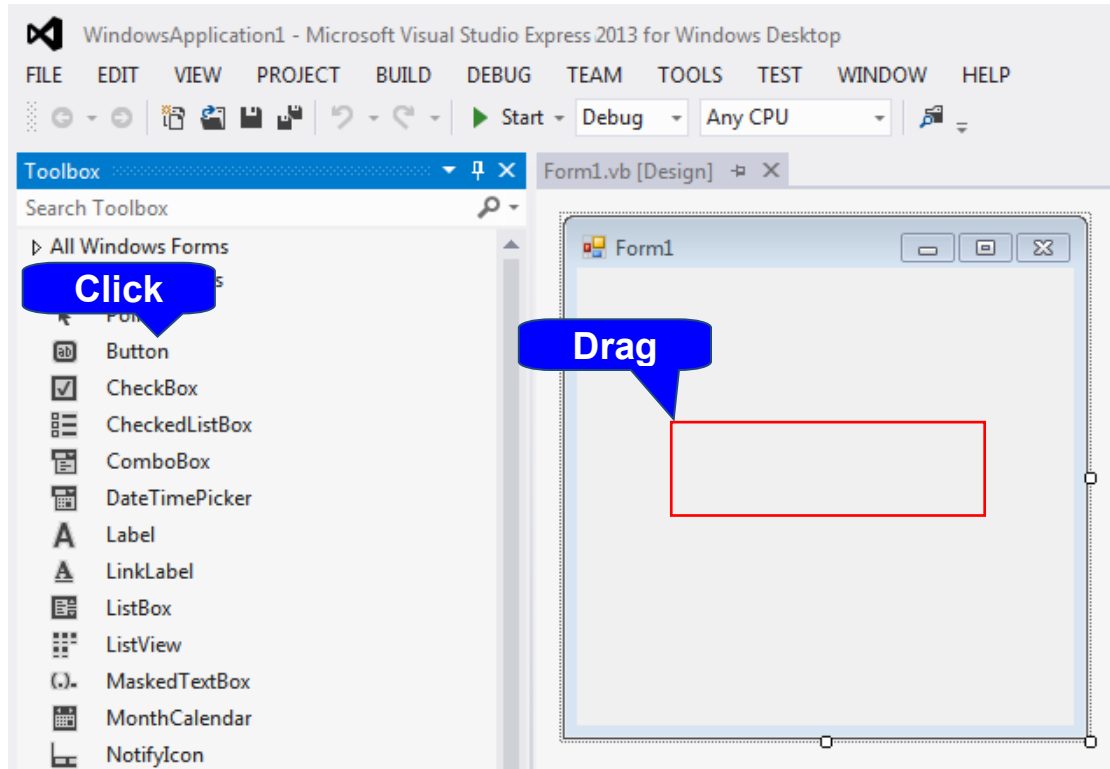 WindowsApplication1 - Microsoft Visual Studio Express 2013 for Windows Desktop
FILE EDIT VIEW PROJECT BUILD DEBUG TEAM TOOLS TEST WINDOW HELP
Start Debug Any CPU
Toolbox
Search Toolbox
All Windows Forms
Click
Button
CheckBox
CheckedListBox
ComboBox
DateTimePicker
Label
LinkLabel
ListBox
ListView
MaskedTextBox
MonthCalendar
NotifyIcon
Form1.vb [Design]
Form1
Drag